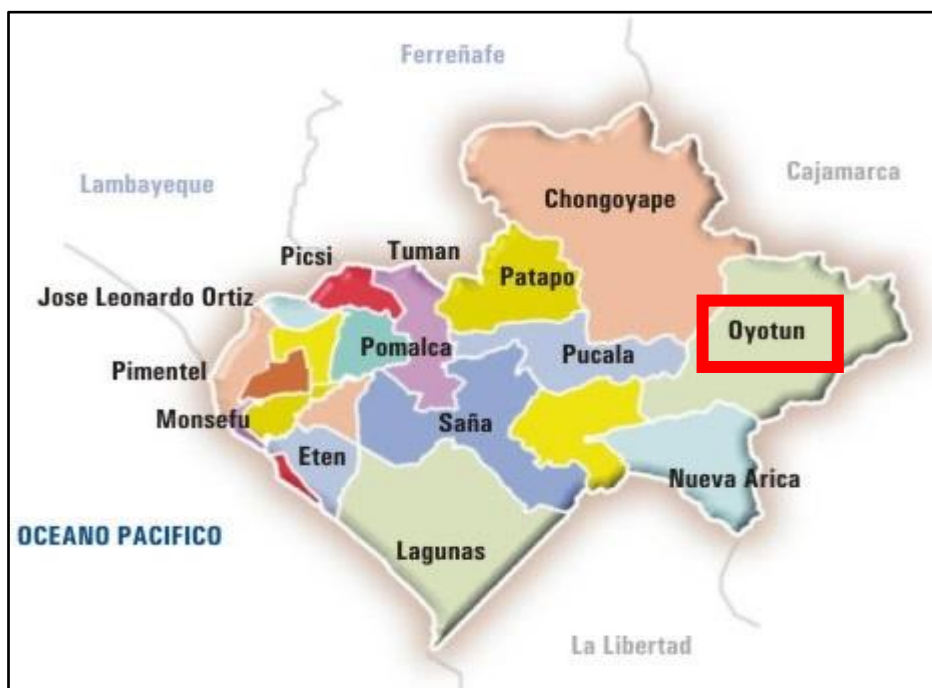 Ferreñafe
Cajamarca
Lambayeque
Chongoyape
Tuman
Picsi
Patapo
Jose Leonardo Ortiz
Oyotun
Pomalca
Pucala
Pimentel
Monsefu
Saña
Eten
Nueva Arica
OCEANO PACIFICO
Lagunas
La Libertad